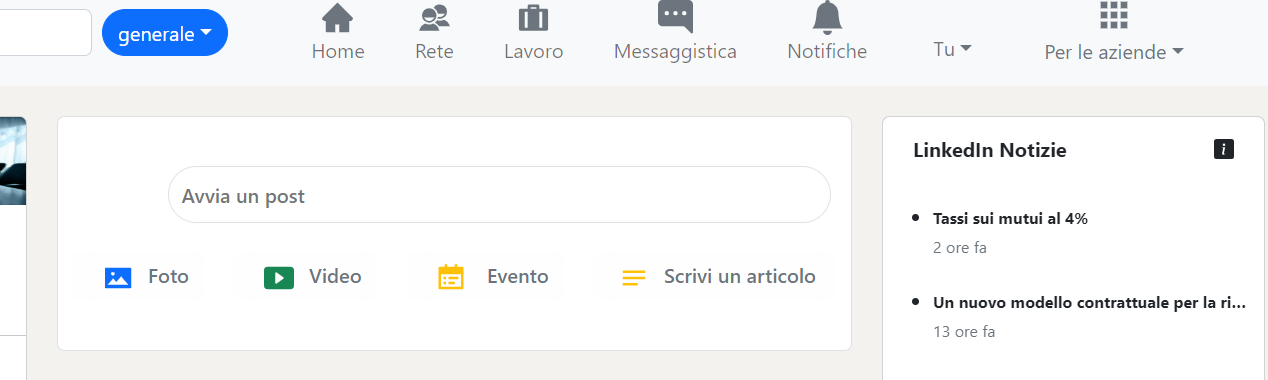 generale
Home
Rete
Lavoro
Messaggistica
Notifiche
Tu
Per le aziende
Avvia un post
Foto
Video
Evento
Scrivi un articolo
LinkedIn Notizie
Tassi sui mutui al 4%
2 ore fa
Un nuovo modello contrattuale per la ri...
13 ore fa